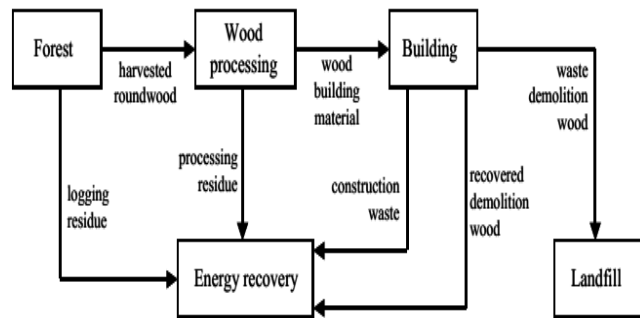 Forest
Wood
processing
Building
harvested
roundwood
wood
building
material
waste
demolition
wood
processing
residue
construction
waste
recovered
demolition
wood
logging
residue
Energy recovery
Landfill